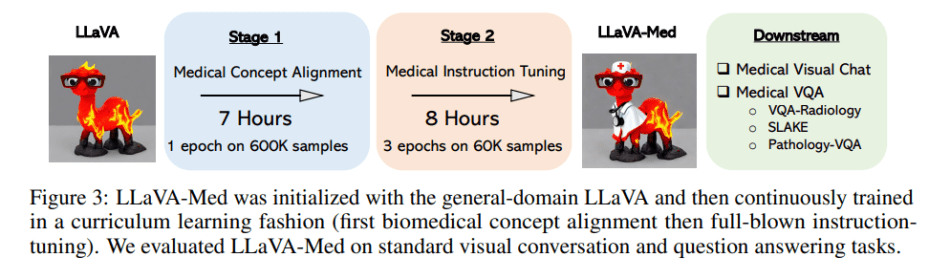 LLaVA
Stage 1
Medical Concept Alignment
7 Hours
1 epoch on 600K samples
Stage 2
Medical Instruction Tuning
8 Hours
3 epochs on 60K samples
LLaVA-Med
Downstream
Medical Visual Chat
Medical VQA
VQA-Radiology
SLAKE
Pathology-VQA
Figure 3: LLaVA-Med was initialized with the general-domain LLaVA and then continuously trained
in a curriculum learning fashion (first biomedical concept alignment then full-blown instruction-
tuning). We evaluated LLaVA-Med on standard visual conversation and question answering tasks.